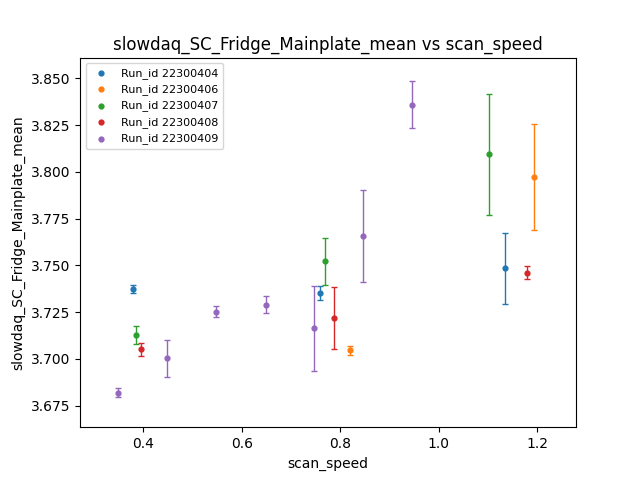 slowdaq_SC_Fridge_Mainplate_mean vs scan_speed
Run_id 22300404
Run_id 22300406
Run_id 22300407
Run_id 22300408
Run_id 22300409
slowdaq_SC_Fridge_Mainplate_mean
3.850
3.825
3.800
3.775
3.750
3.725
3.700
3.675
0.4
0.6
0.8
1.0
1.2
scan_speed